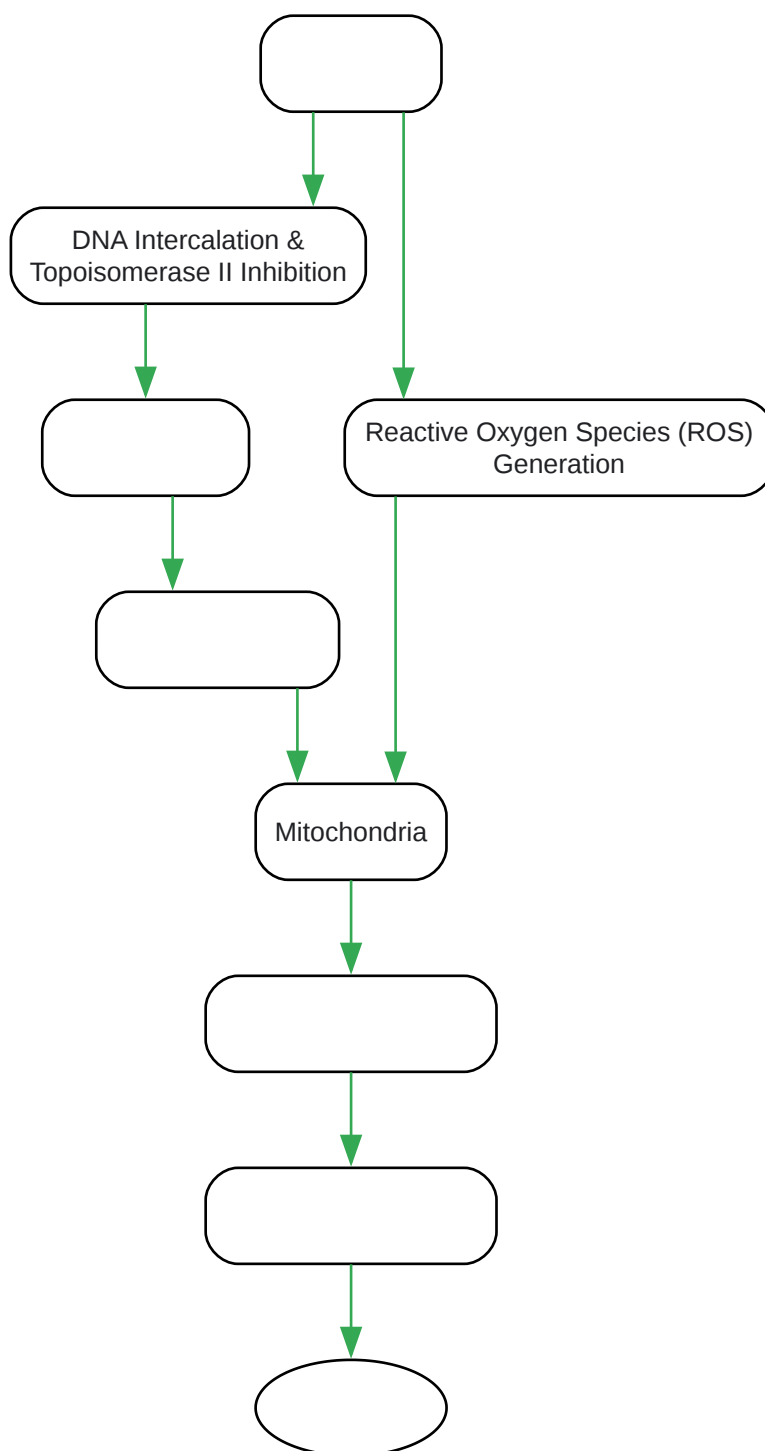 DNA Intercalation &
Topoisomerase II Inhibition
Reactive Oxygen Species (ROS)
Generation
Mitochondria